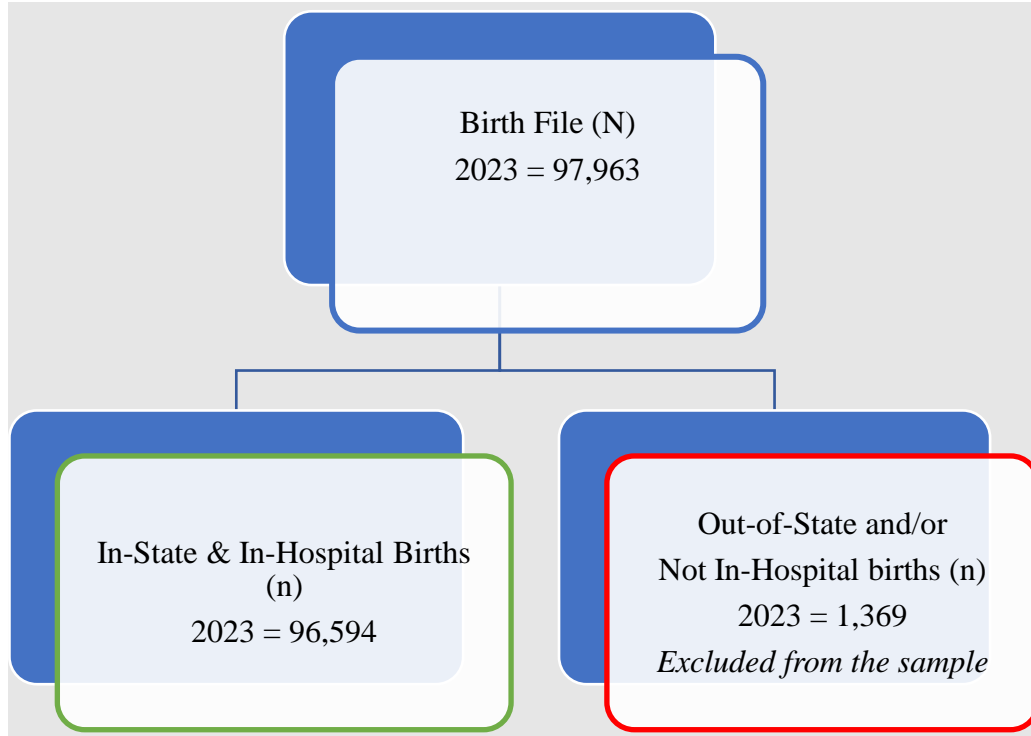 Birth File (N)
2023 = 97,963
In-State & In-Hospital Births
(n)
2023 = 96,594
Out-of-State and/or
Not In-Hospital births (n)
2023 = 1,369
Excluded from the sample